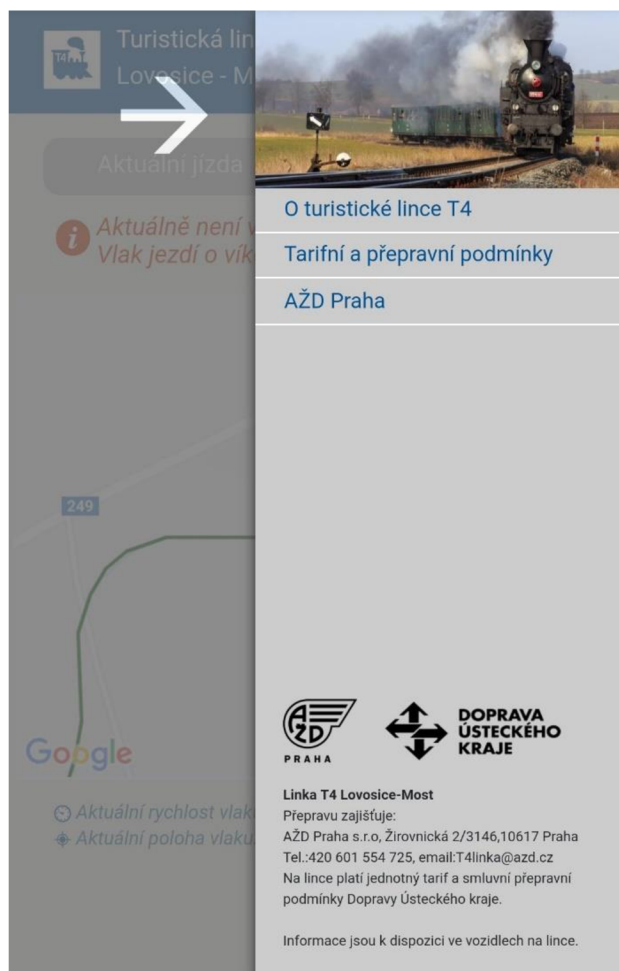 T4
Turistická lin
Lovosice - M
Aktuální jízda
Aktuálně není v
Vlak jezdí o vík
O turistické lince T4
Tarifní a přepravní podmínky
AŽD Praha
249
Google
Aktuální rychlost vlak
Aktuální poloha vlaku
AŽD
PRAHA
DOPRAVA
ÚSTECKÉHO
KRAJE
Linka T4 Lovosice-Most
Přepravu zajišťuje:
AŽD Praha s.r.o, Žirovnická 2/3146,10617 Praha
Tel.:420 601 554 725, email:T4linka@azd.cz
Na lince platí jednotný tarif a smluvní přepravní
podmínky Dopravy Ústeckého kraje.
Informace jsou k dispozici ve vozidlech na lince.